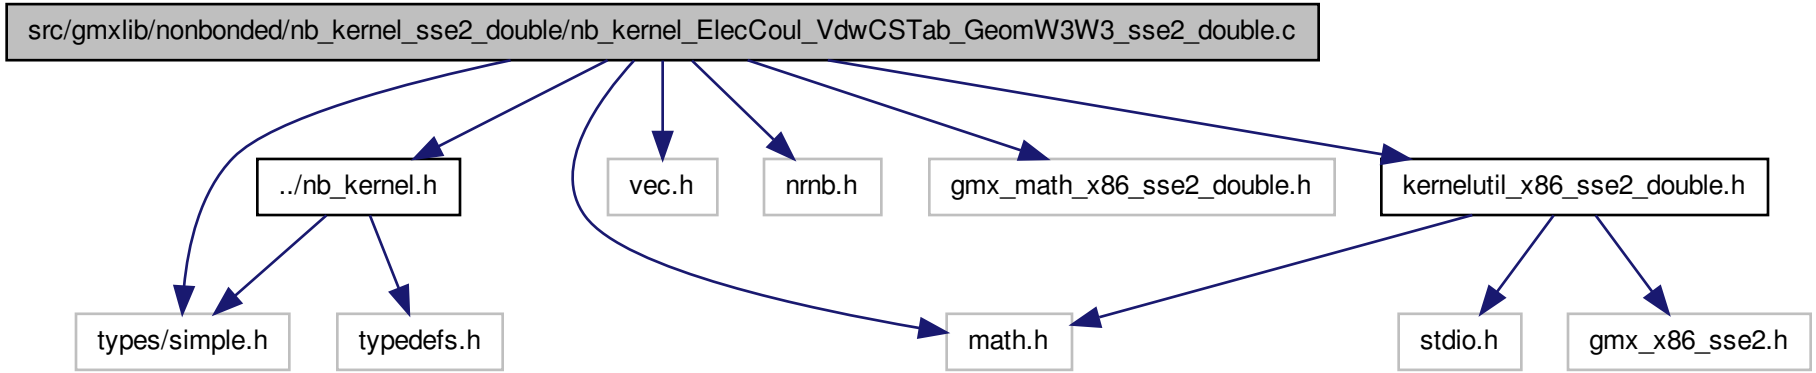 src/gmxlib/nonbonded/nb_kernel_sse2_double/nb_kernel_ElecCoul_VdwCSTab_GeomW3W3_sse2_double.c
../nb_kernel.h
vec.h
nrnb.h
gmx_math_x86_sse2_double.h
kernelutil_x86_sse2_double.h
types/simple.h
typedefs.h
math.h
stdio.h
gmx_x86_sse2.h